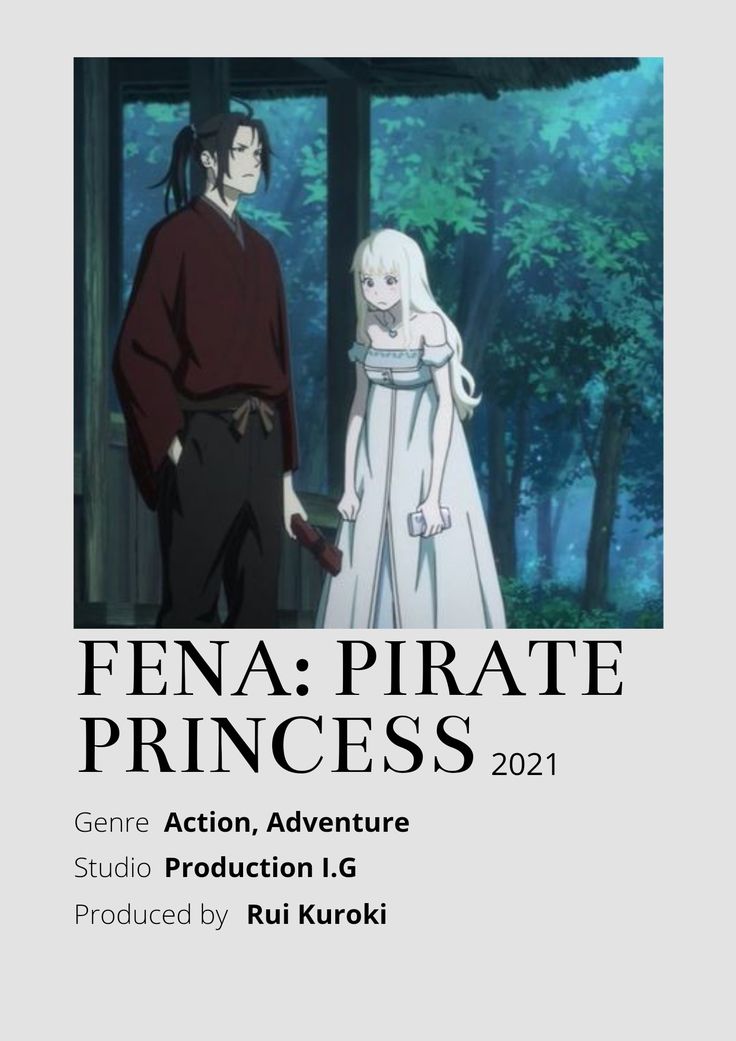 FENA: PIRATE
PRINCESS 2021
Genre Action, Adventure
Studio Production I.G
Produced by Rui Kuroki